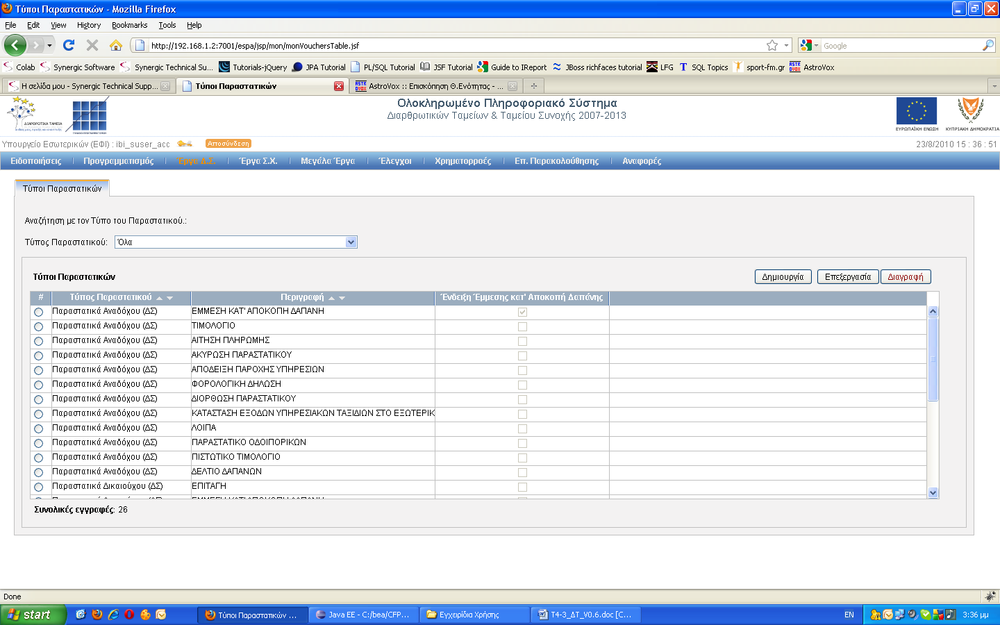 Τύποι Παραστατικών - Mozilla Firefox
File Edit View History Bookmarks Tools Help
http://192.168.1.2:7001/espa/jsp/mon/monVouchersTable.jsf
Google
Colab Synergic Software Synergic Technical Su... Tutorials-jQuery JPA Tutorial PL/SQL Tutorial JSF Tutorial Guide to IReport JBoss richfaces tutorial LFG SQL Topics sport-fm.gr AstroVox
Η σελίδα μου - Synergic Technical Supp... Τύποι Παραστατικών AstroVox :: Επισκόπηση Θ.Ενότητας - ...
Ολοκληρωμένο Πληροφοριακό Σύστημα
Διαρθρωτικών Ταμείων & Ταμείου Συνοχής 2007-2013
ΔΙΑΡΘΡΩΤΙΚΑ ΤΑΜΕΙΑ
ΕΥΡΩΠΑΪΚΗ ΕΝΩΣΗ ΚΥΠΡΙΑΚΗ ΔΗΜΟΚΡΑΤΙΑ
Υπουργείο Εσωτερικών (ΕΦΙ) : ibi_suser_acc Αποσύνδεση 23/8/2010 15 : 36 : 51
Ειδοποιήσεις Προγραμματισμός Έργα Δ.Σ. Έργα Σ.Χ. Μεγάλα Έργα Έλεγχοι Χρηματορροές Επ. Παρακολούθησης Αναφορές
Τύποι Παραστατικών
Αναζήτηση με τον Τύπο του Παραστατικού.:
Τύπος Παραστατικού: Όλα
Τύποι Παραστατικών Δημιουργία Επεξεργασία Διαγραφή
# Τύπος Παραστατικού Περιγραφή Ένδειξη Έμμεσης κατ' Αποκοπή Δαπάνης
Παραστατικά Αναδόχου (ΔΣ) ΕΜΜΕΣΗ ΚΑΤ' ΑΠΟΚΟΠΗ ΔΑΠΑΝΗ
Παραστατικά Αναδόχου (ΔΣ) ΤΙΜΟΛΟΓΙΟ
Παραστατικά Αναδόχου (ΔΣ) ΑΙΤΗΣΗ ΠΛΗΡΩΜΗΣ
Παραστατικά Αναδόχου (ΔΣ) ΑΚΥΡΩΣΗ ΠΑΡΑΣΤΑΤΙΚΟΥ
Παραστατικά Αναδόχου (ΔΣ) ΑΠΟΔΕΙΞΗ ΠΑΡΟΧΗΣ ΥΠΗΡΕΣΙΩΝ
Παραστατικά Αναδόχου (ΔΣ) ΦΟΡΟΛΟΓΙΚΗ ΔΗΛΩΣΗ
Παραστατικά Αναδόχου (ΔΣ) ΔΙΟΡΘΩΣΗ ΠΑΡΑΣΤΑΤΙΚΟΥ
Παραστατικά Αναδόχου (ΔΣ) ΚΑΤΑΣΤΑΣΗ ΕΞΟΔΩΝ ΥΠΗΡΕΣΙΑΚΩΝ ΤΑΞΙΔΙΩΝ ΣΤΟ ΕΞΩΤΕΡΙΚ
Παραστατικά Αναδόχου (ΔΣ) ΛΟΙΠΑ
Παραστατικά Αναδόχου (ΔΣ) ΠΑΡΑΣΤΑΤΙΚΟ ΟΔΟΙΠΟΡΙΚΩΝ
Παραστατικά Αναδόχου (ΔΣ) ΠΙΣΤΩΤΙΚΟ ΤΙΜΟΛΟΓΙΟ
Παραστατικά Αναδόχου (ΔΣ) ΔΕΛΤΙΟ ΔΑΠΑΝΩΝ
Παραστατικά Δικαιούχου (ΔΣ) ΕΠΙΤΑΓΗ
Συνολικές εγγραφές: 26
Done
start Τύποι Παραστατικών ... Java EE - C:/bea/CFP... Εγχειρίδια Χρήσης T4-3_ΔΤ_V0.6.doc [C... EN 3:36 μμ